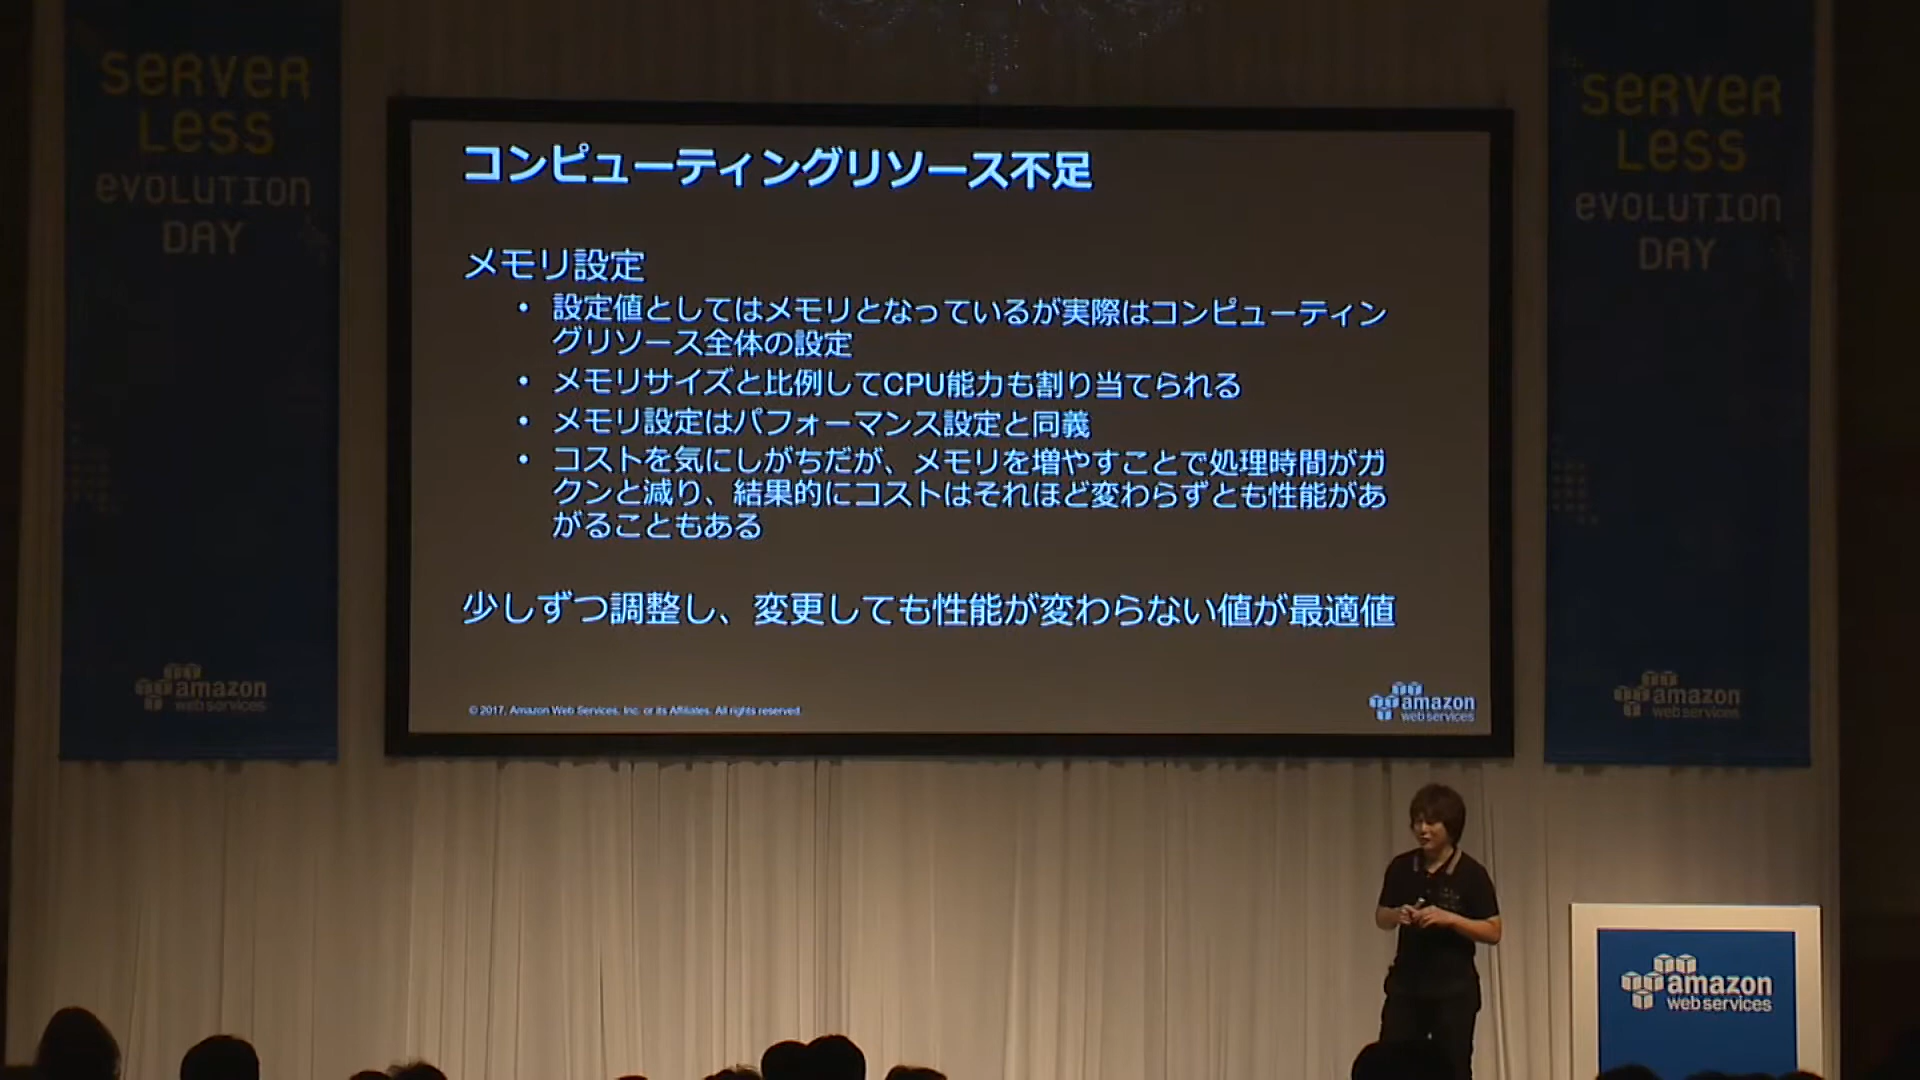 SERVER
LESS
EVOLUTION
DAY
amazon
web services
コンピューティングリソース不足
メモリ設定
• 設定値としてはメモリとなっているが実際はコンピューティン
グリソース全体の設定
• メモリサイズと比例してCPU能力も割り当てられる
• メモリ設定はパフォーマンス設定と同義
• コストを気にしがちだが、メモリを増やすことで処理時間がガ
クンと減り、結果的にコストはそれほど変わらずとも性能があ
がることもある
少しずつ調整し、変更しても性能が変わらない値が最適値
© 2017, Amazon Web Services, Inc. or its Affiliates. All rights reserved.
amazon
web services
SERVER
LESS
EVOLUTION
DAY
amazon
web services
amazon
web services